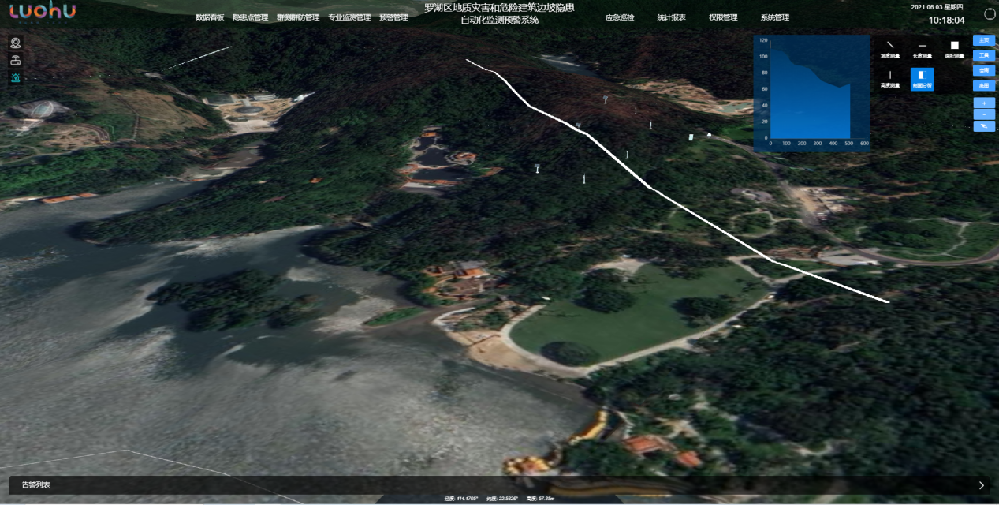 LUOHU
数据看板 隐患点管理 群测群防管理 专业监测管理 预警管理
罗湖区地质灾害和危险建筑边坡隐患
自动化监测预警系统
应急巡检 统计报表 权限管理 系统管理
2021.06.03 星期四
10:18:04
120
100
80
60
40
20
0
0 100 200 300 400 500 600
坡度测量 长度测量 面积测量
高度测量 剖面分析
主页
工具
底图
+
-
告警列表
经度: 114.1705° 纬度: 22.5826° 高度: 57.35m